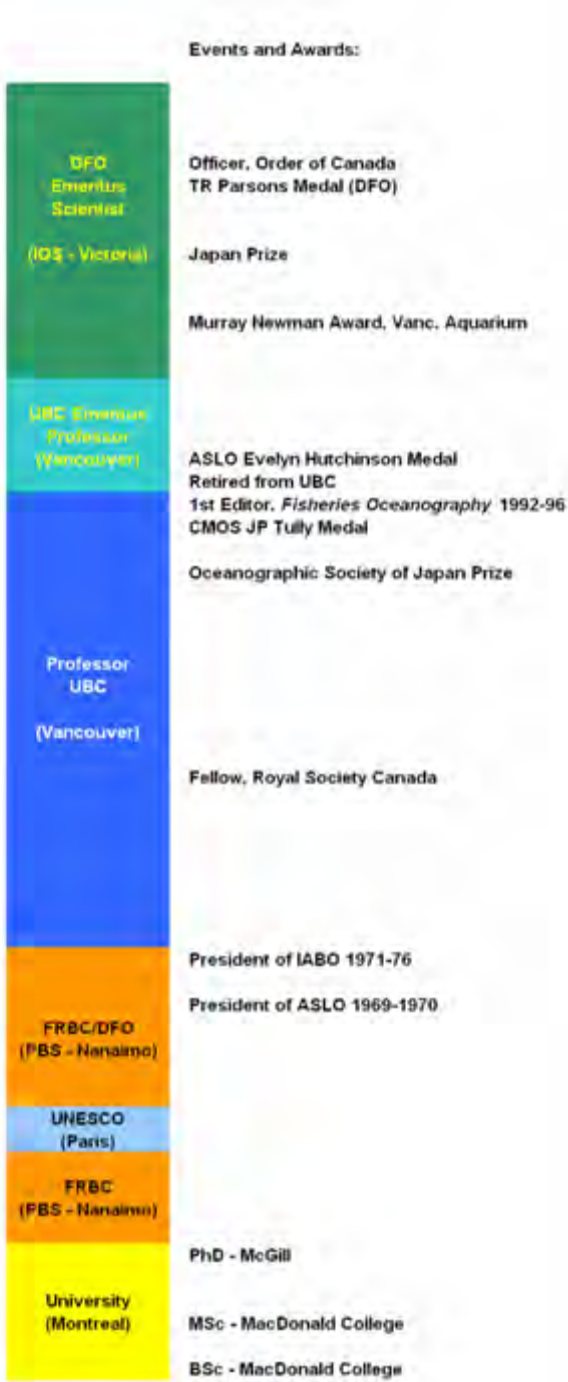 Events and Awards:
DFO
Emeritus
Scientist
(IOS - Victoria)
Officer, Order of Canada
TR Parsons Medal (DFO)
Japan Prize
Murray Newman Award, Vanc. Aquarium
UBC Emeritus
Professor
(Vancouver)
ASLO Evelyn Hutchinson Medal
Retired from UBC
1st Editor, Fisheries Oceanography 1992-96
CMOS JP Tully Medal
Oceanographic Society of Japan Prize
Professor
UBC
(Vancouver)
Fellow, Royal Society Canada
President of IABO 1971-76
President of ASLO 1969-1970
FRBC/DFO
(PBS - Nanaimo)
UNESCO
(Paris)
FRBC
(PBS - Nanaimo)
PhD - McGill
University
(Montreal)
MSc - MacDonald College
BSc - MacDonald College